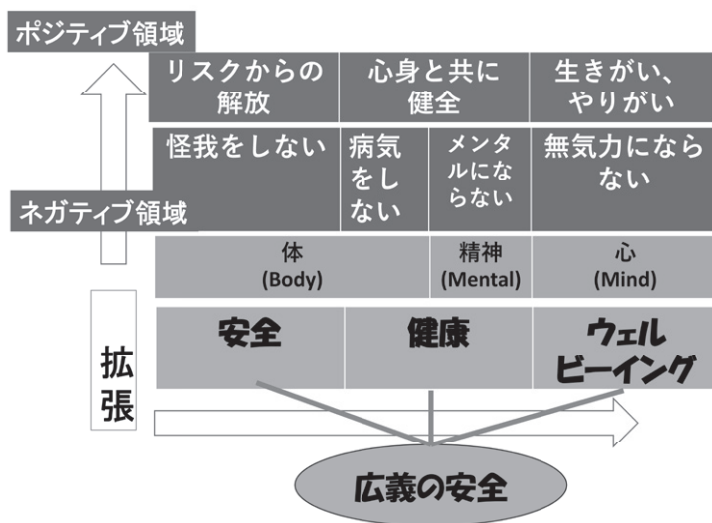 ポジティブ領域
リスクからの
解放
心身と共に
健全
生きがい、
やりがい
怪我をしない
病気
をし
ない
メンタ
ルにな
らない
無気力になら
ない
ネガティブ領域
体
(Body)
精神
(Mental)
心
(Mind)
拡
張
安全
健康
ウェル
ビーイング
広義の安全